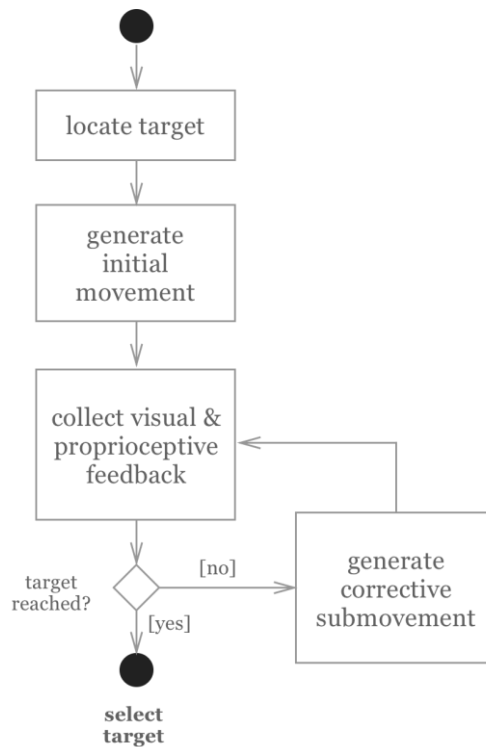 locate target
generate
initial
movement
collect visual &
proprioceptive
feedback
target
reached?
[no]
[yes]
generate
corrective
submovement
select
target